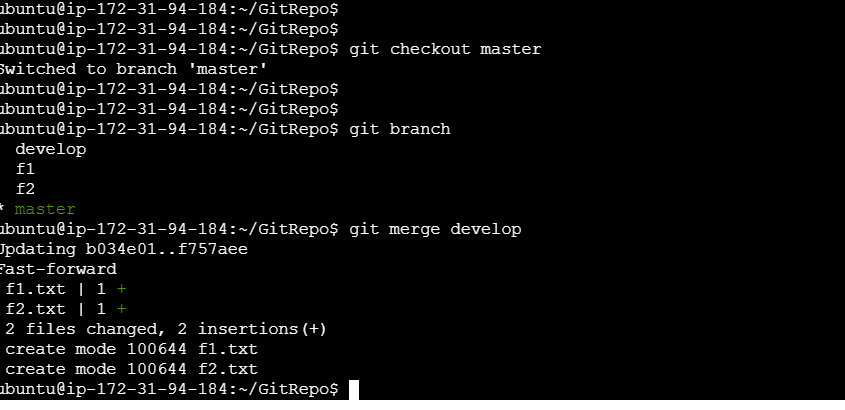 ubuntu@ip-172-31-94-184:~/GitRepo$
ubuntu@ip-172-31-94-184:~/GitRepo$
ubuntu@ip-172-31-94-184:~/GitRepo$ git checkout master
Switched to branch 'master'
ubuntu@ip-172-31-94-184:~/GitRepo$
ubuntu@ip-172-31-94-184:~/GitRepo$
ubuntu@ip-172-31-94-184:~/GitRepo$ git branch
  develop
  f1
  f2
* master
ubuntu@ip-172-31-94-184:~/GitRepo$ git merge develop
Updating b034e01..f757aee
Fast-forward
 f1.txt | 1 +
 f2.txt | 1 +
 2 files changed, 2 insertions(+)
 create mode 100644 f1.txt
 create mode 100644 f2.txt
ubuntu@ip-172-31-94-184:~/GitRepo$